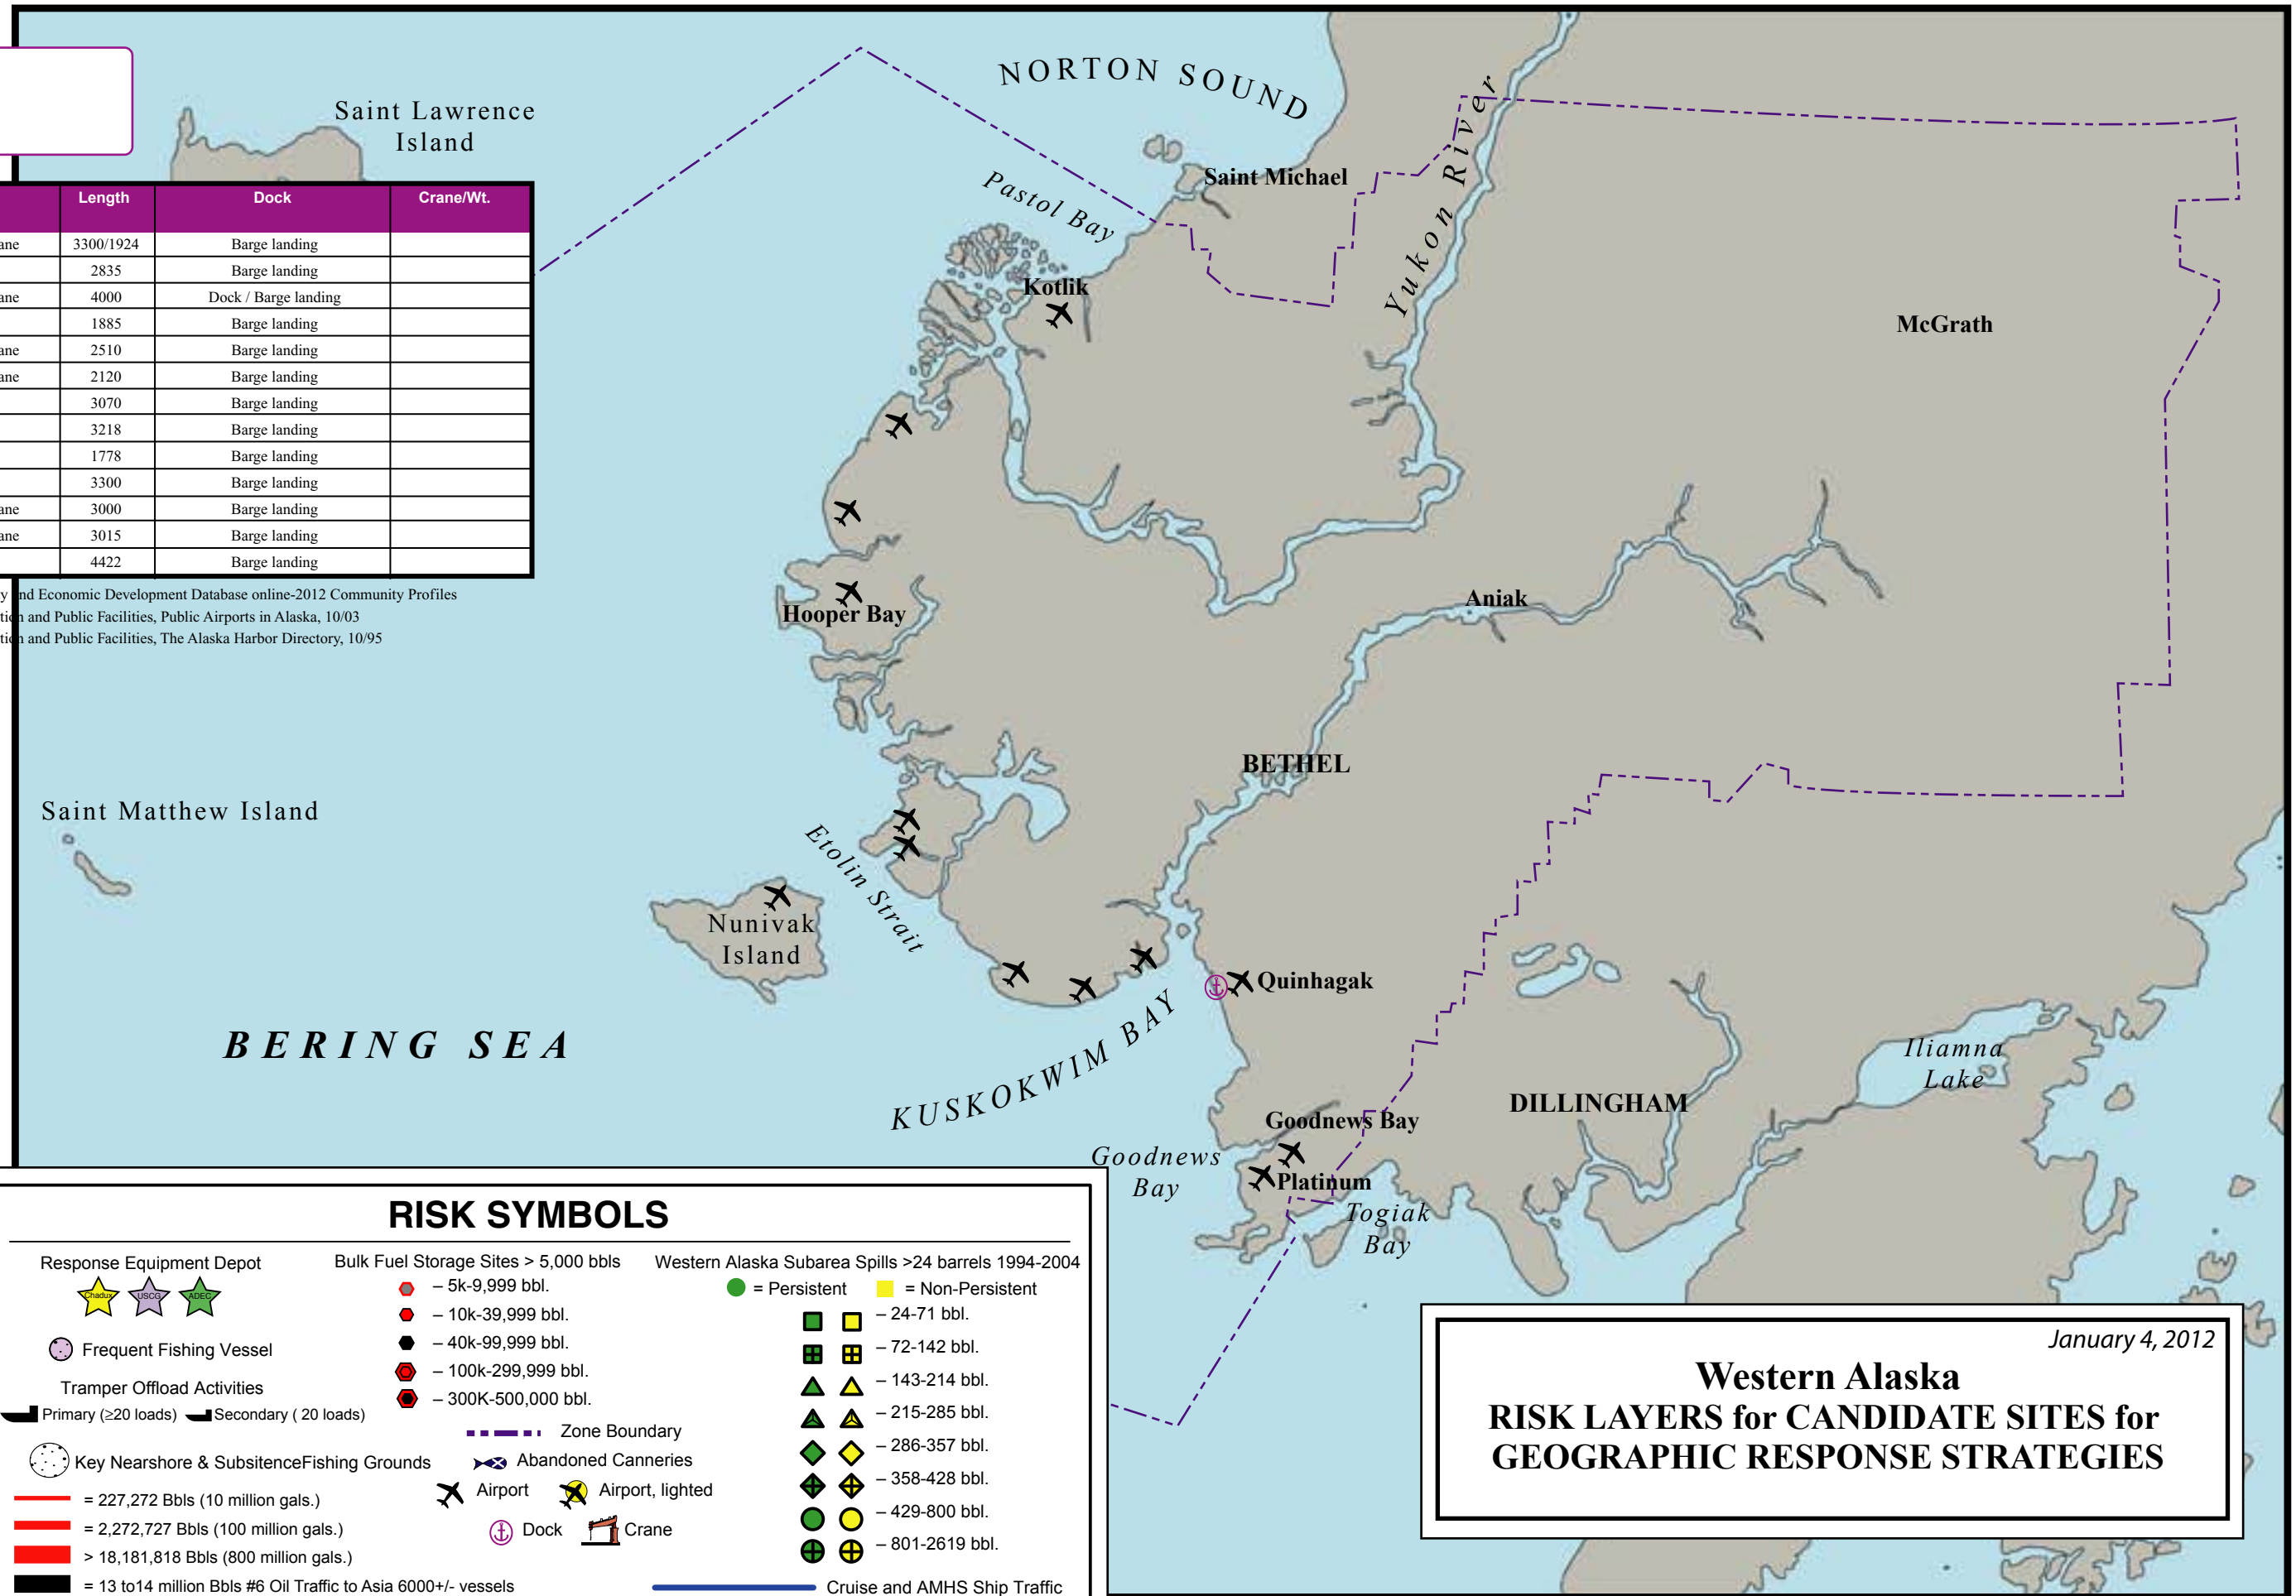 NORTON SOUND
Saint Lawrence
Island
Saint Michael
Pastol Bay
Yukon River
Kotlik
McGrath
Length Dock Crane/Wt.
ane 3300/1924 Barge landing
2835 Barge landing
ane 4000 Dock / Barge landing
1885 Barge landing
ane 2510 Barge landing
ane 2120 Barge landing
3070 Barge landing
3218 Barge landing
1778 Barge landing
3300 Barge landing
ane 3000 Barge landing
ane 3015 Barge landing
4422 Barge landing
y and Economic Development Database online-2012 Community Profiles
tion and Public Facilities, Public Airports in Alaska, 10/03
tion and Public Facilities, The Alaska Harbor Directory, 10/95
Hooper Bay
Aniak
BETHEL
Saint Matthew Island
Etolin Strait
Nunivak
Island
Quinhagak
BERING SEA
KUSKOKWIM BAY
Iliamna
Lake
DILLINGHAM
Goodnews Bay
Goodnews
Bay
Platinum
Togiak
Bay
RISK SYMBOLS
Response Equipment Depot
Chadux USCG ADEC
Frequent Fishing Vessel
Tramper Offload Activities
Primary (≥20 loads) Secondary ( 20 loads)
Key Nearshore & SubsitenceFishing Grounds
= 227,272 Bbls (10 million gals.)
= 2,272,727 Bbls (100 million gals.)
> 18,181,818 Bbls (800 million gals.)
= 13 to14 million Bbls #6 Oil Traffic to Asia 6000+/- vessels
Bulk Fuel Storage Sites > 5,000 bbls
– 5k-9,999 bbl.
– 10k-39,999 bbl.
– 40k-99,999 bbl.
– 100k-299,999 bbl.
– 300K-500,000 bbl.
Zone Boundary
Abandoned Canneries
Airport Airport, lighted
Dock Crane
Western Alaska Subarea Spills >24 barrels 1994-2004
= Persistent = Non-Persistent
– 24-71 bbl.
– 72-142 bbl.
– 143-214 bbl.
– 215-285 bbl.
– 286-357 bbl.
– 358-428 bbl.
– 429-800 bbl.
– 801-2619 bbl.
Cruise and AMHS Ship Traffic
January 4, 2012
Western Alaska
RISK LAYERS for CANDIDATE SITES for
GEOGRAPHIC RESPONSE STRATEGIES